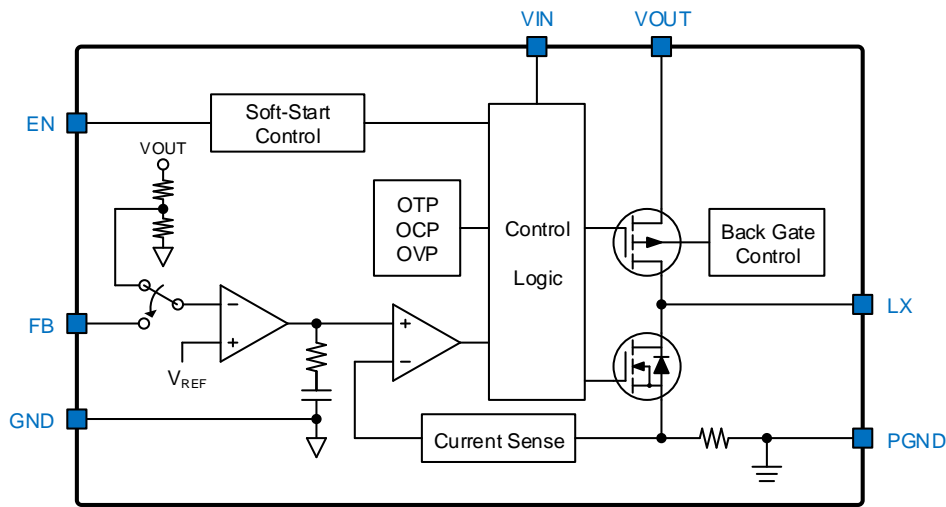 VIN
VOUT
EN
Soft-Start
Control
VOUT
OTP
OCP
OVP
Control
Logic
Back Gate
Control
LX
FB
VREF
GND
Current Sense
PGND